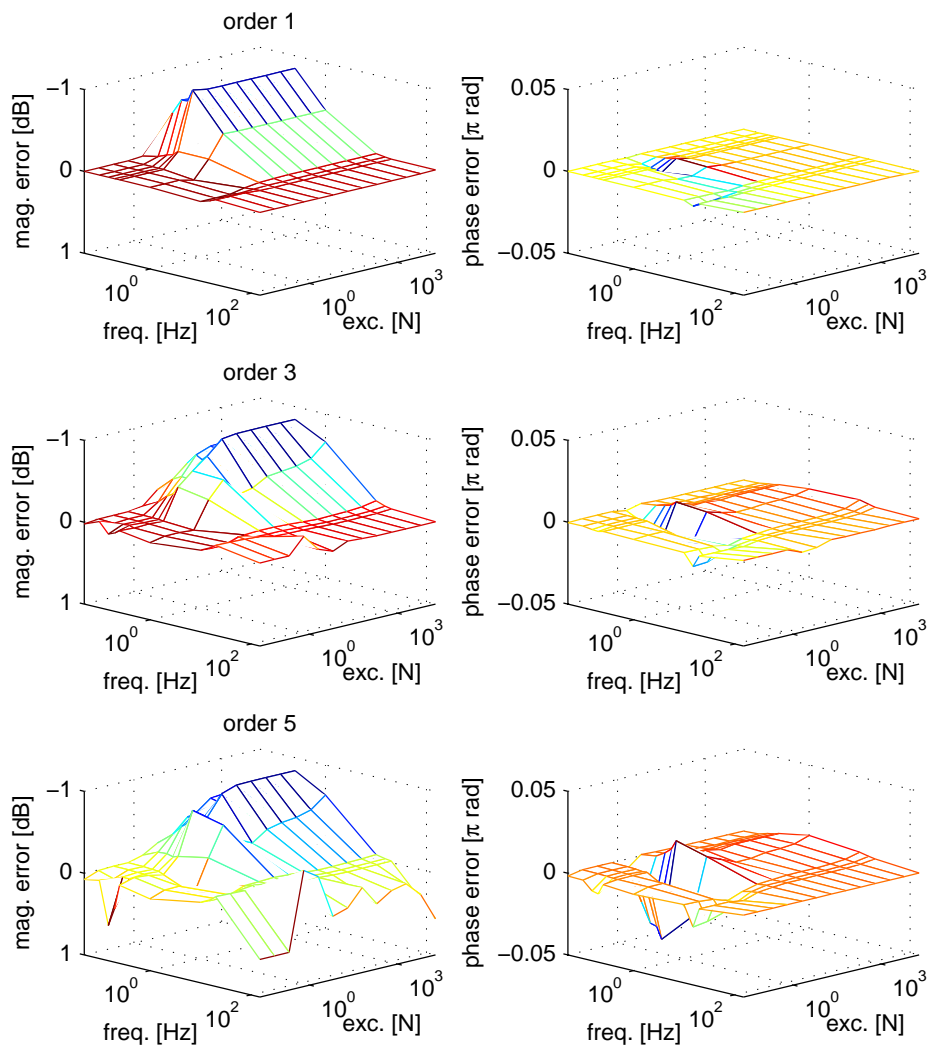 order 1
−1
0
1
mag. error [dB]
10^0
10^2
freq. [Hz]
10^0
10^3
exc. [N]
0.05
0
−0.05
phase error [π rad]
10^0
10^2
freq. [Hz]
10^0
10^3
exc. [N]
order 3
−1
0
1
mag. error [dB]
10^0
10^2
freq. [Hz]
10^0
10^3
exc. [N]
0.05
0
−0.05
phase error [π rad]
10^0
10^2
freq. [Hz]
10^0
10^3
exc. [N]
order 5
−1
0
1
mag. error [dB]
10^0
10^2
freq. [Hz]
10^0
10^3
exc. [N]
0.05
0
−0.05
phase error [π rad]
10^0
10^2
freq. [Hz]
10^0
10^3
exc. [N]